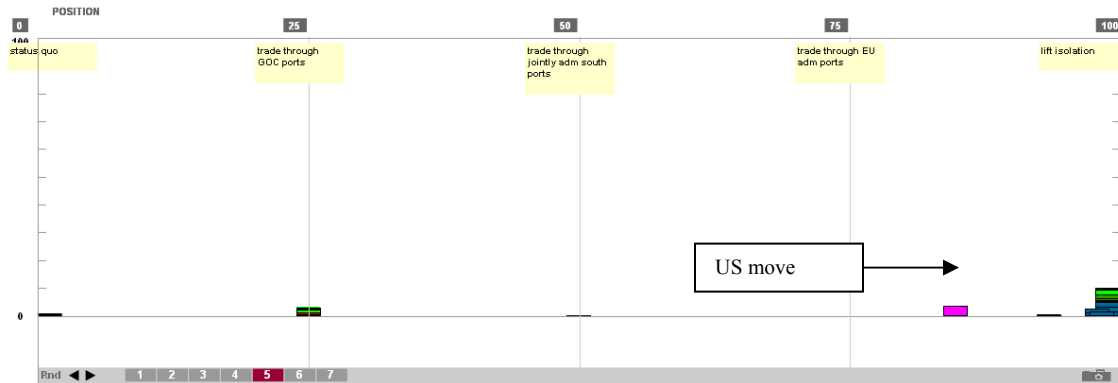 POSITION
0 25 50 75 100
100
status quo
trade through
GOC ports
trade through
jointly adm south
ports
trade through EU
adm ports
lift isolation
US move
0
Rnd 1 2 3 4 5 6 7